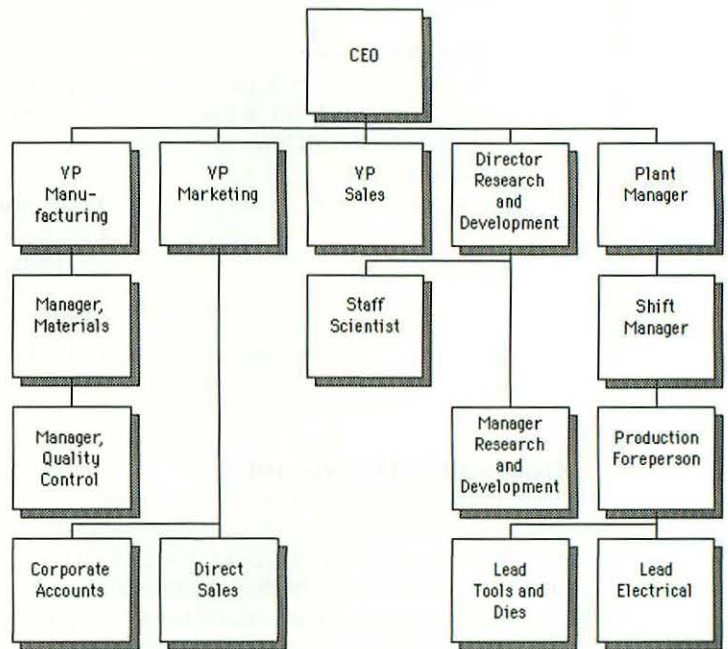 CEO
VP
Manu-
facturing
VP
Marketing
VP
Sales
Director
Research
and
Development
Plant
Manager
Manager,
Materials
Staff
Scientist
Shift
Manager
Manager,
Quality
Control
Manager
Research
and
Development
Production
Foreperson
Corporate
Accounts
Direct
Sales
Lead
Tools and
Dies
Lead
Electrical